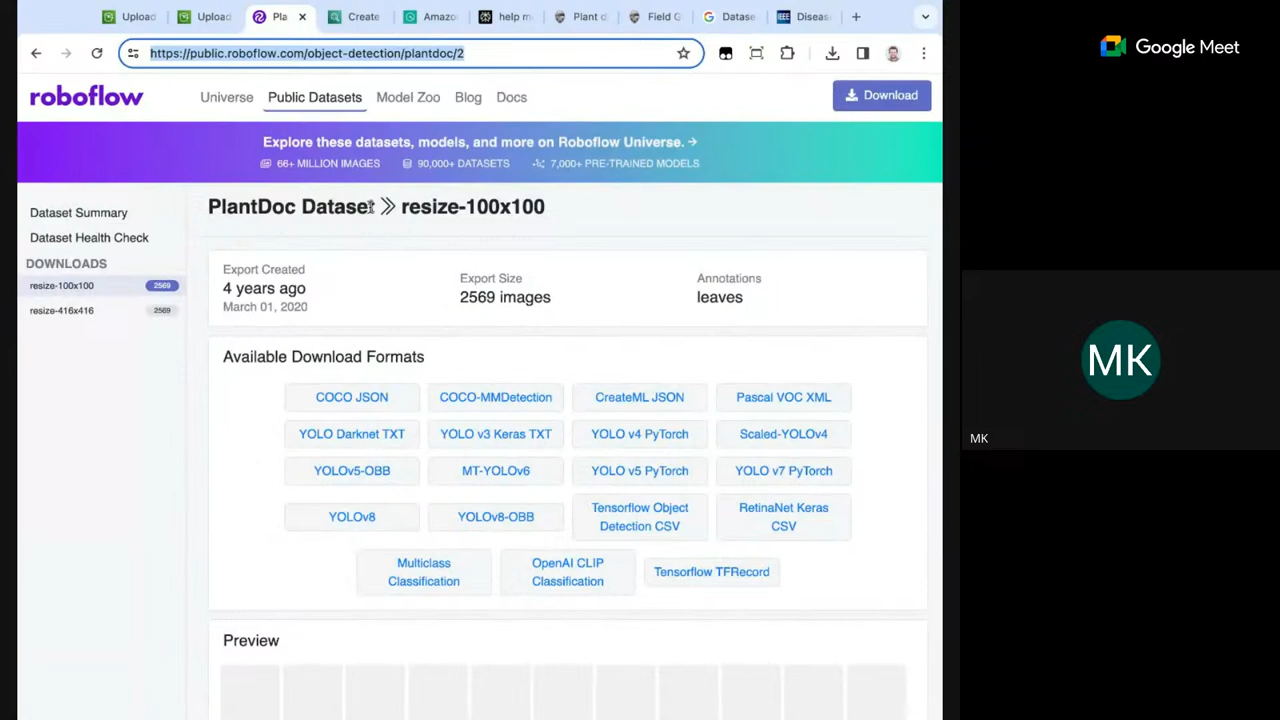 Upload
Upload
Pla
Create
Amazo
help m
Plant d
Field G
Datase
Diseas
https://public.roboflow.com/object-detection/plantdoc/2
Google Meet
roboflow
Universe
Public Datasets
Model Zoo
Blog
Docs
Download
Explore these datasets, models, and more on Roboflow Universe.
66+ MILLION IMAGES
90,000+ DATASETS
7,000+ PRE-TRAINED MODELS
Dataset Summary
Dataset Health Check
DOWNLOADS
resize-100x100 2569
resize-416x416 2569
PlantDoc Dataset >> resize-100x100
Export Created
4 years ago
March 01, 2020
Export Size
2569 images
Annotations
leaves
Available Download Formats
COCO JSON
COCO-MMDetection
CreateML JSON
Pascal VOC XML
YOLO Darknet TXT
YOLO v3 Keras TXT
YOLO v4 PyTorch
Scaled-YOLOv4
YOLOv5-OBB
MT-YOLOv6
YOLO v5 PyTorch
YOLO v7 PyTorch
YOLOv8
YOLOv8-OBB
Tensorflow Object
Detection CSV
RetinaNet Keras
CSV
Multiclass
Classification
OpenAI CLIP
Classification
Tensorflow TFRecord
Preview
MK
MK